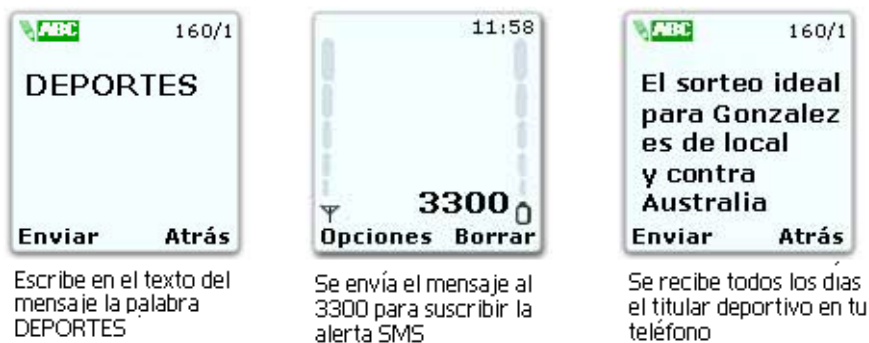 ABC 160/1
DEPORTES
Enviar Atrás
Escribe en el texto del
mensaje la palabra
DEPORTES
11:58
3300
Opciones Borrar
Se envía el mensaje al
3300 para suscribir la
alerta SMS
ABC 160/1
El sorteo ideal
para Gonzalez
es de local
y contra
Australia
Enviar Atrás
Se recibe todos los días
el titular deportivo en tu
teléfono